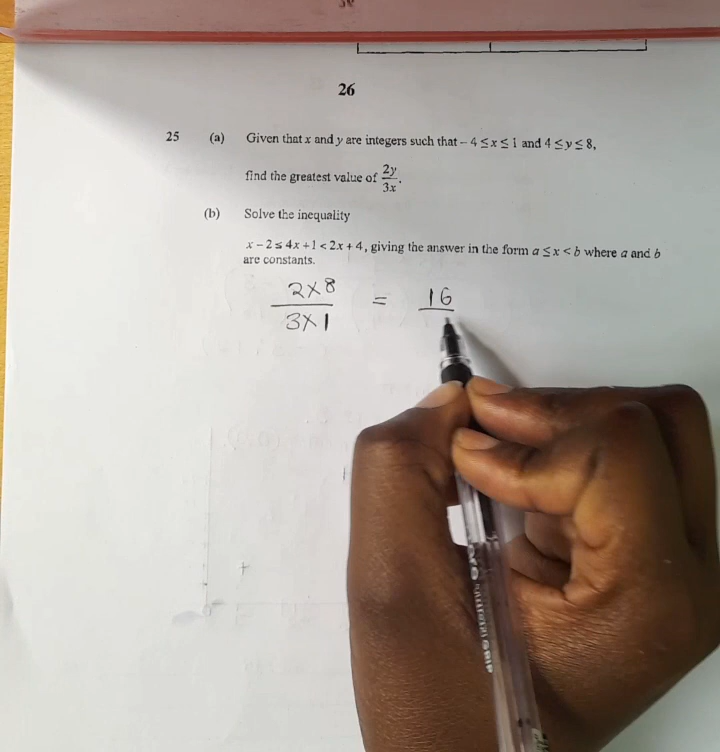 26
25 (a) Given that x and y are integers such that – 4 ≤ x ≤ 1 and 4 ≤ y ≤ 8,
find the greatest value of 2y/3x.
(b) Solve the inequality
x – 2 ≤ 4x + 1 < 2x + 4, giving the answer in the form a ≤ x < b where a and b
are constants.
2×8/3×1 = 16